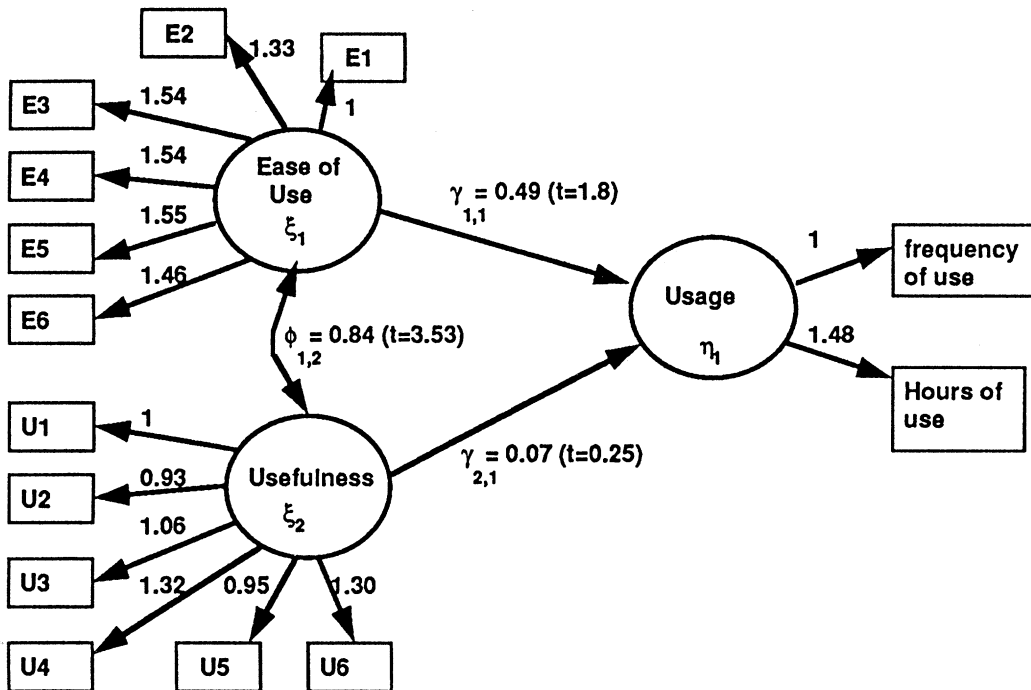 E2
1.33
E1
E3
1.54
1
E4
1.54
Ease of
Use
ξ₁
γ₁,₁ = 0.49 (t=1.8)
E5
1.55
E6
1.46
1
frequency
of use
Usage
η₁
ϕ₁,₂ = 0.84 (t=3.53)
1.48
Hours of
use
U1
1
U2
0.93
Usefulness
ξ₂
γ₂,₁ = 0.07 (t=0.25)
U3
1.06
1.32
0.95
1.30
U4
U5
U6